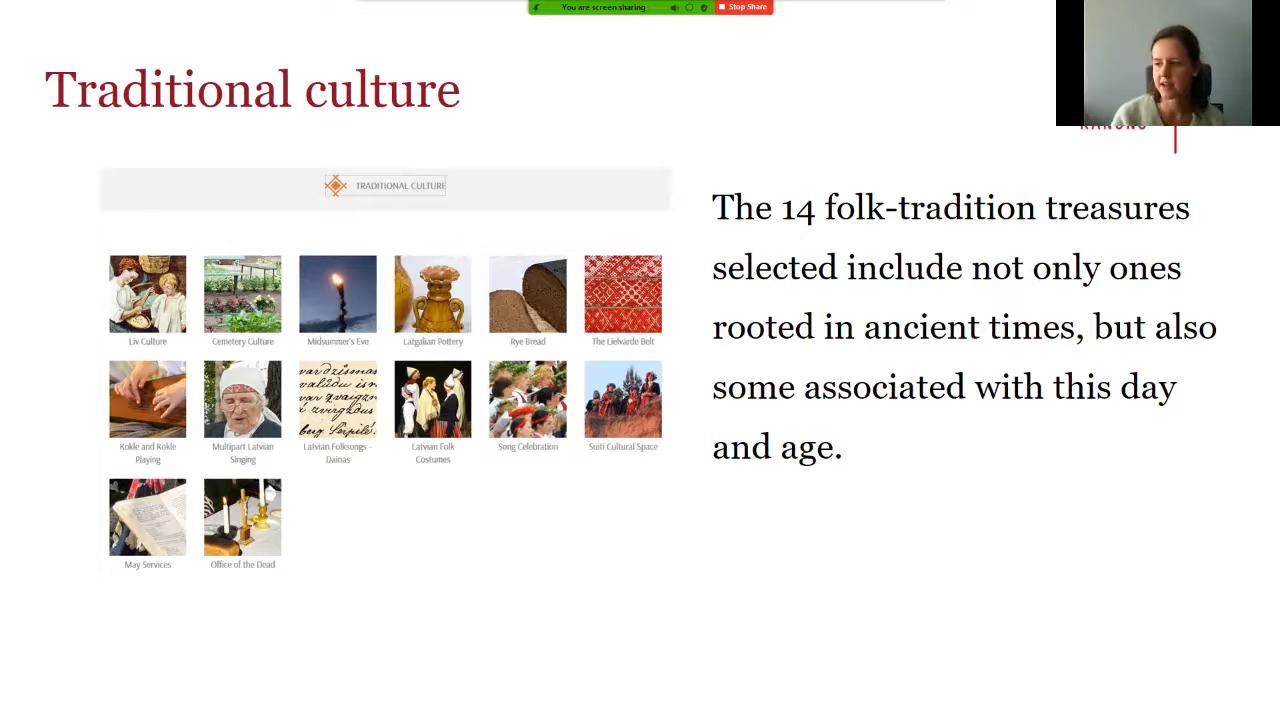 You are screen sharing
Stop Share
Traditional culture
TRADITIONAL CULTURE
The 14 folk-tradition treasures
selected include not only ones
rooted in ancient times, but also
some associated with this day
and age.
Liv Culture
Cemetery Culture
Midsummer's Eve
Latgalian Pottery
Rye Bread
The Lielvārde Belt
Kokle and Kokle
Playing
Multipart Latvian
Singing
Latvian Folksongs -
Dainas
Latvian Folk
Costumes
Song Celebration
Suiti Cultural Space
May Services
Office of the Dead